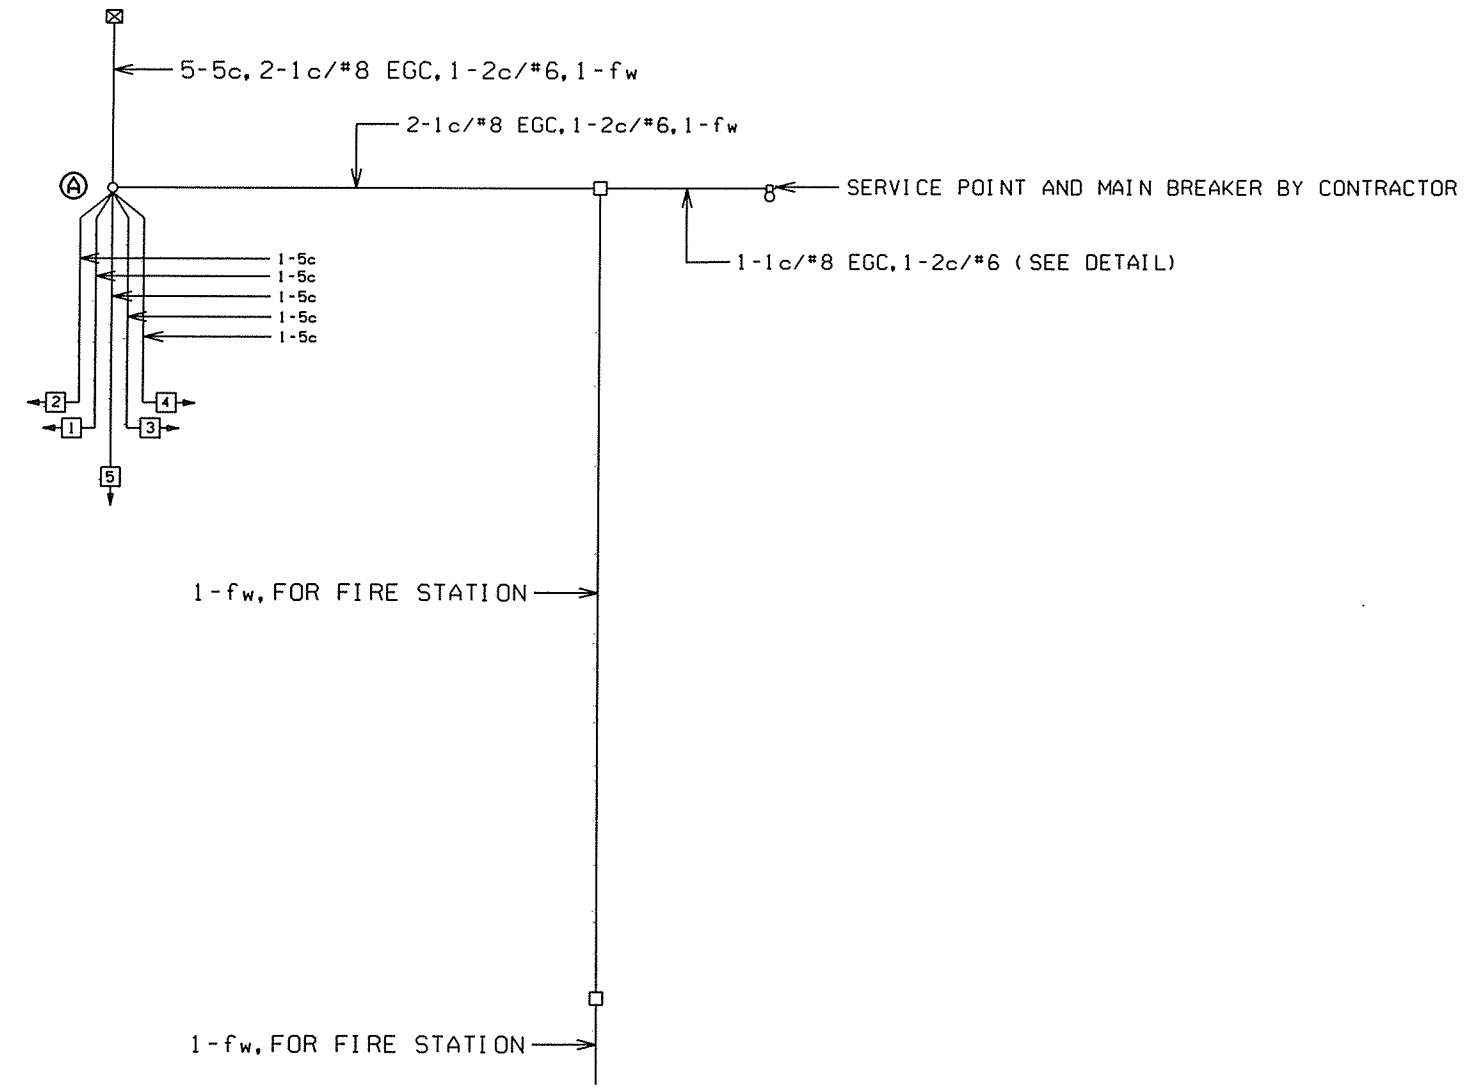 5-5c, 2-1c/#8 EGC, 1-2c/#6, 1-fw
2-1c/#8 EGC, 1-2c/#6, 1-fw
A
SERVICE POINT AND MAIN BREAKER BY CONTRACTOR
1-1c/#8 EGC, 1-2c/#6 (SEE DETAIL)
1-5c
1-5c
1-5c
1-5c
1-5c
2
4
1
3
5
1-fw, FOR FIRE STATION
1-fw, FOR FIRE STATION